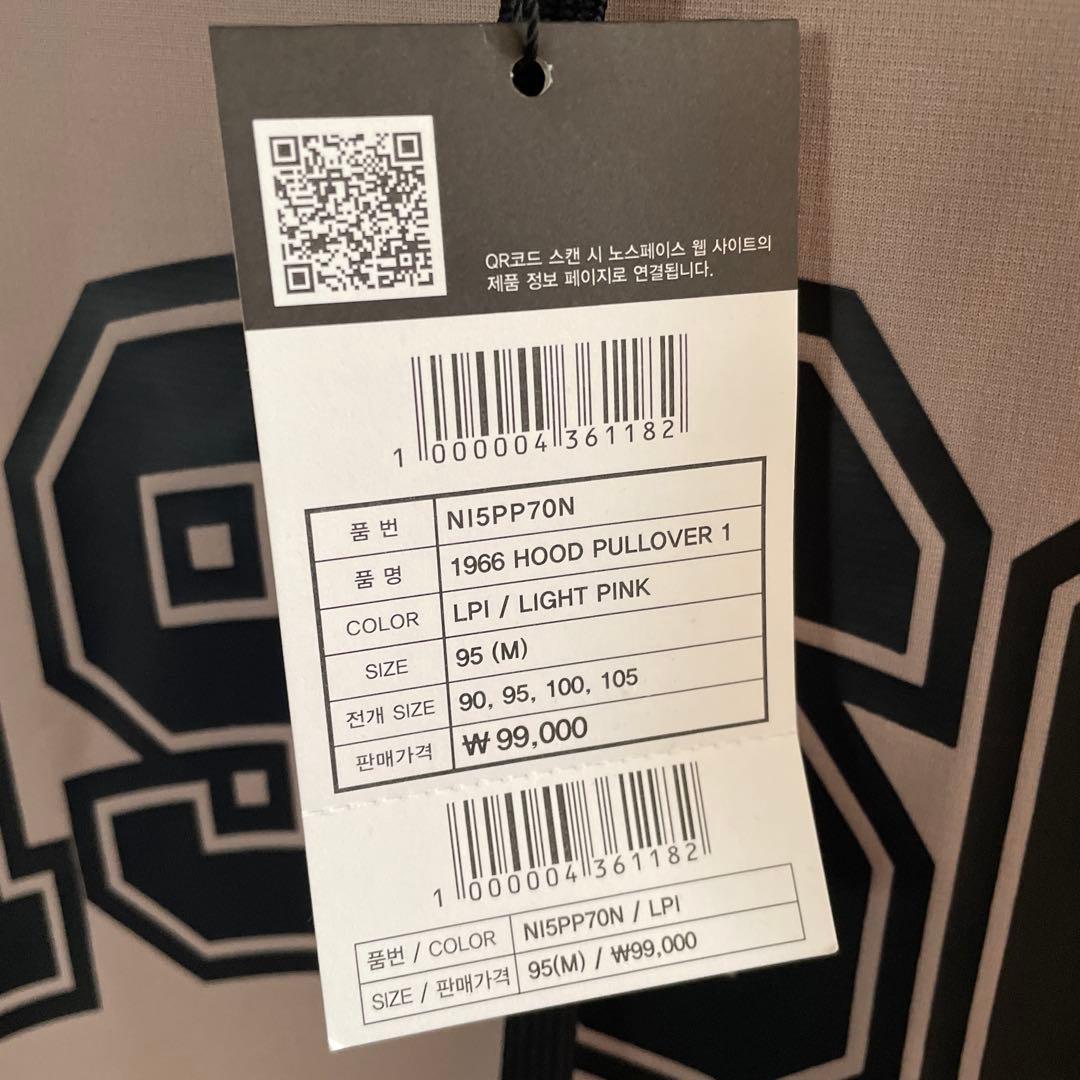 QR코드 스캔 시 노스페이스 웹 사이트의
제품 정보 페이지로 연결됩니다.
1 000004 361182
품 번 NI5PP70N
품 명 1966 HOOD PULLOVER 1
COLOR LPI / LIGHT PINK
SIZE 95 (M)
전개 SIZE 90, 95, 100, 105
판매가격 ₩ 99,000
1 000004 361182
품번 / COLOR NI5PP70N / LPI
SIZE / 판매가격 95(M) / ₩99,000